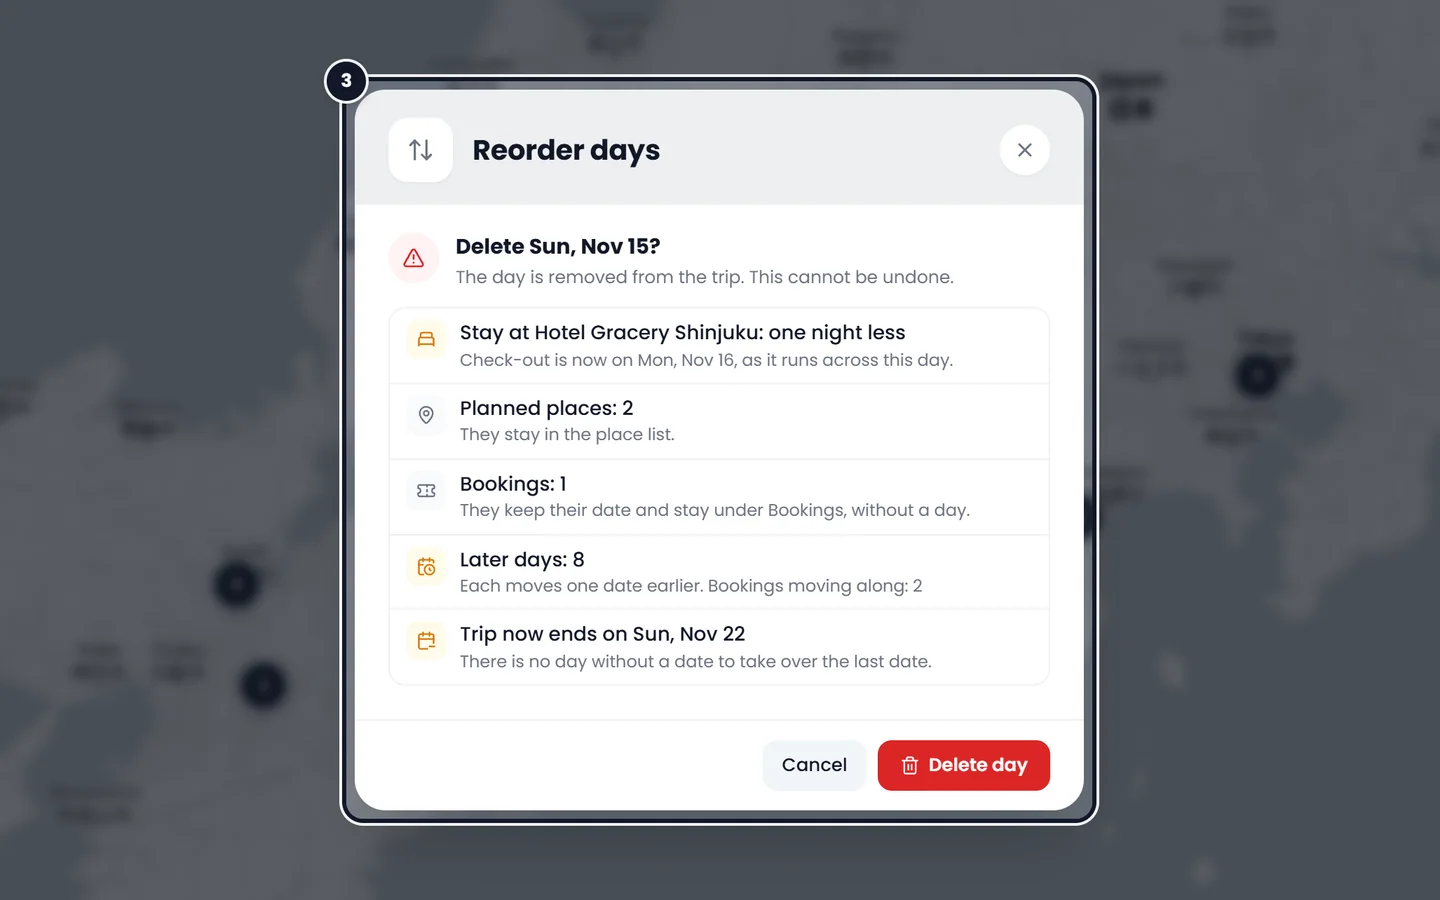 3
Reorder days
Delete Sun, Nov 15?
The day is removed from the trip. This cannot be undone.
Stay at Hotel Gracery Shinjuku: one night less
Check-out is now on Mon, Nov 16, as it runs across this day.
Planned places: 2
They stay in the place list.
Bookings: 1
They keep their date and stay under Bookings, without a day.
Later days: 8
Each moves one date earlier. Bookings moving along: 2
Trip now ends on Sun, Nov 22
There is no day without a date to take over the last date.
Cancel
Delete day